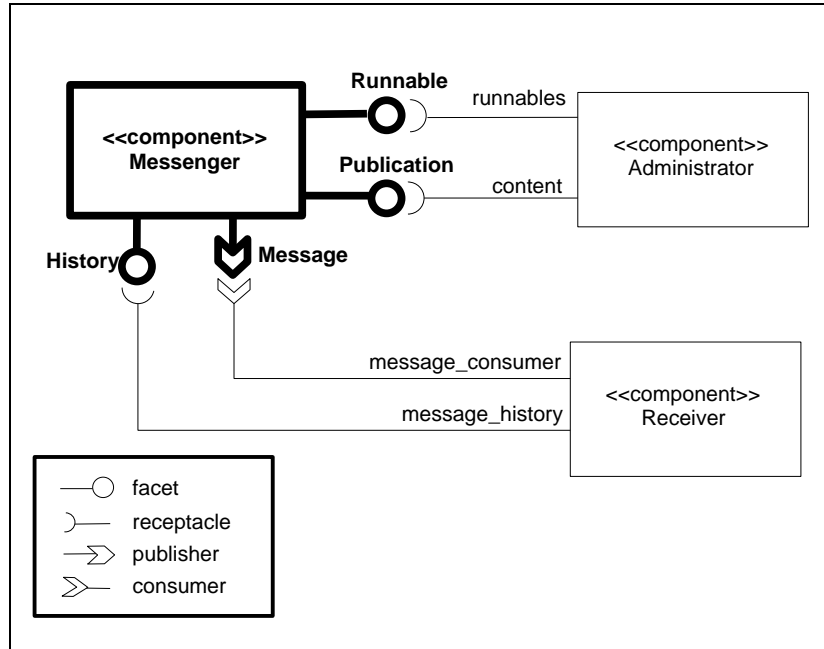 Runnable
runnables
<<component>>
Messenger
<<component>>
Administrator
Publication
content
History
Message
message_consumer
<<component>>
Receiver
message_history
facet
receptacle
publisher
consumer